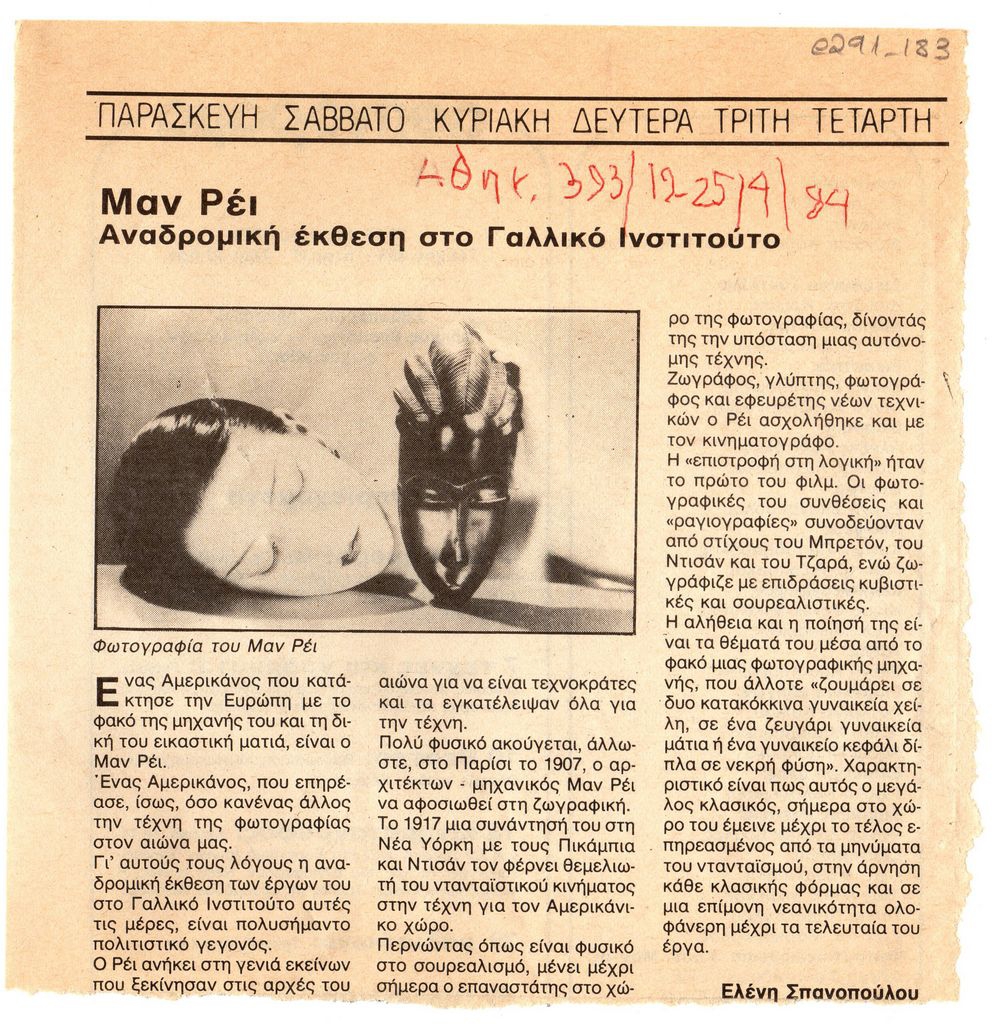 e291-183
ΠΑΡΑΣΚΕΥΗ ΣΑΒΒΑΤΟ ΚΥΡΙΑΚΗ ΔΕΥΤΕΡΑ ΤΡΙΤΗ ΤΕΤΑΡΤΗ
Αθην. 393/12-25/4/84
Μαν Ρέι
Αναδρομική έκθεση στο Γαλλικό Ινστιτούτο
Φωτογραφία του Μαν Ρέι
Ενας Αμερικάνος που κατά-
κτησε την Ευρώπη με το
φακό της μηχανής του και τη δι-
κή του εικαστική ματιά, είναι ο
Μαν Ρέι.
Ένας Αμερικάνος, που επηρέ-
ασε, ίσως, όσο κανένας άλλος
την τέχνη της φωτογραφίας
στον αιώνα μας.
Γι' αυτούς τους λόγους η ανα-
δρομική έκθεση των έργων του
στο Γαλλικό Ινστιτούτο αυτές
τις μέρες, είναι πολυσήμαντο
πολιτιστικό γεγονός.
Ο Ρέι ανήκει στη γενιά εκείνων
που ξεκίνησαν στις αρχές του
αιώνα για να είναι τεχνοκράτες
και τα εγκατέλειψαν όλα για
την τέχνη.
Πολύ φυσικό ακούγεται, άλλω-
στε, στο Παρίσι το 1907, ο αρ-
χιτέκτων - μηχανικός Μαν Ρέι
να αφοσιωθεί στη ζωγραφική.
Το 1917 μια συνάντησή του στη
Νέα Υόρκη με τους Πικάμπια
και Ντισάν τον φέρνει θεμελιω-
τή του ντανταϊστικού κινήματος
στην τέχνη για τον Αμερικάνι-
κο χώρο.
Περνώντας όπως είναι φυσικό
στο σουρεαλισμό, μένει μέχρι
σήμερα ο επαναστάτης στο χώ-
ρο της φωτογραφίας, δίνοντάς
της την υπόσταση μιας αυτόνο-
μης τέχνης.
Ζωγράφος, γλύπτης, φωτογρά-
φος και εφευρέτης νέων τεχνι-
κών ο Ρέι ασχολήθηκε και με
τον κινηματογράφο.
Η «επιστροφή στη λογική» ήταν
το πρώτο του φιλμ. Οι φωτο-
γραφικές του συνθέσεις και
«ραγιογραφίες» συνοδεύονταν
από στίχους του Μπρετόν, του
Ντισάν και του Τζαρά, ενώ ζω-
γράφιζε με επιδράσεις κυβιστι-
κές και σουρεαλιστικές.
Η αλήθεια και η ποίησή της εί-
ναι τα θέματά του μέσα από το
φακό μιας φωτογραφικής μηχα-
νής, που άλλοτε «ζουμάρει σε
δυο κατακόκκινα γυναικεία χεί-
λη, σε ένα ζευγάρι γυναικεία
μάτια ή ένα γυναικείο κεφάλι δί-
πλα σε νεκρή φύση». Χαρακτη-
ριστικό είναι πως αυτός ο μεγά-
λος κλασικός, σήμερα στο χώ-
ρο του έμεινε μέχρι το τέλος ε-
πηρεασμένος από τα μηνύματα
του ντανταϊσμού, στην άρνηση
κάθε κλασικής φόρμας και σε
μια επίμονη νεανικότητα ολο-
φάνερη μέχρι τα τελευταία του
έργα.
Ελένη Σπανοπούλου